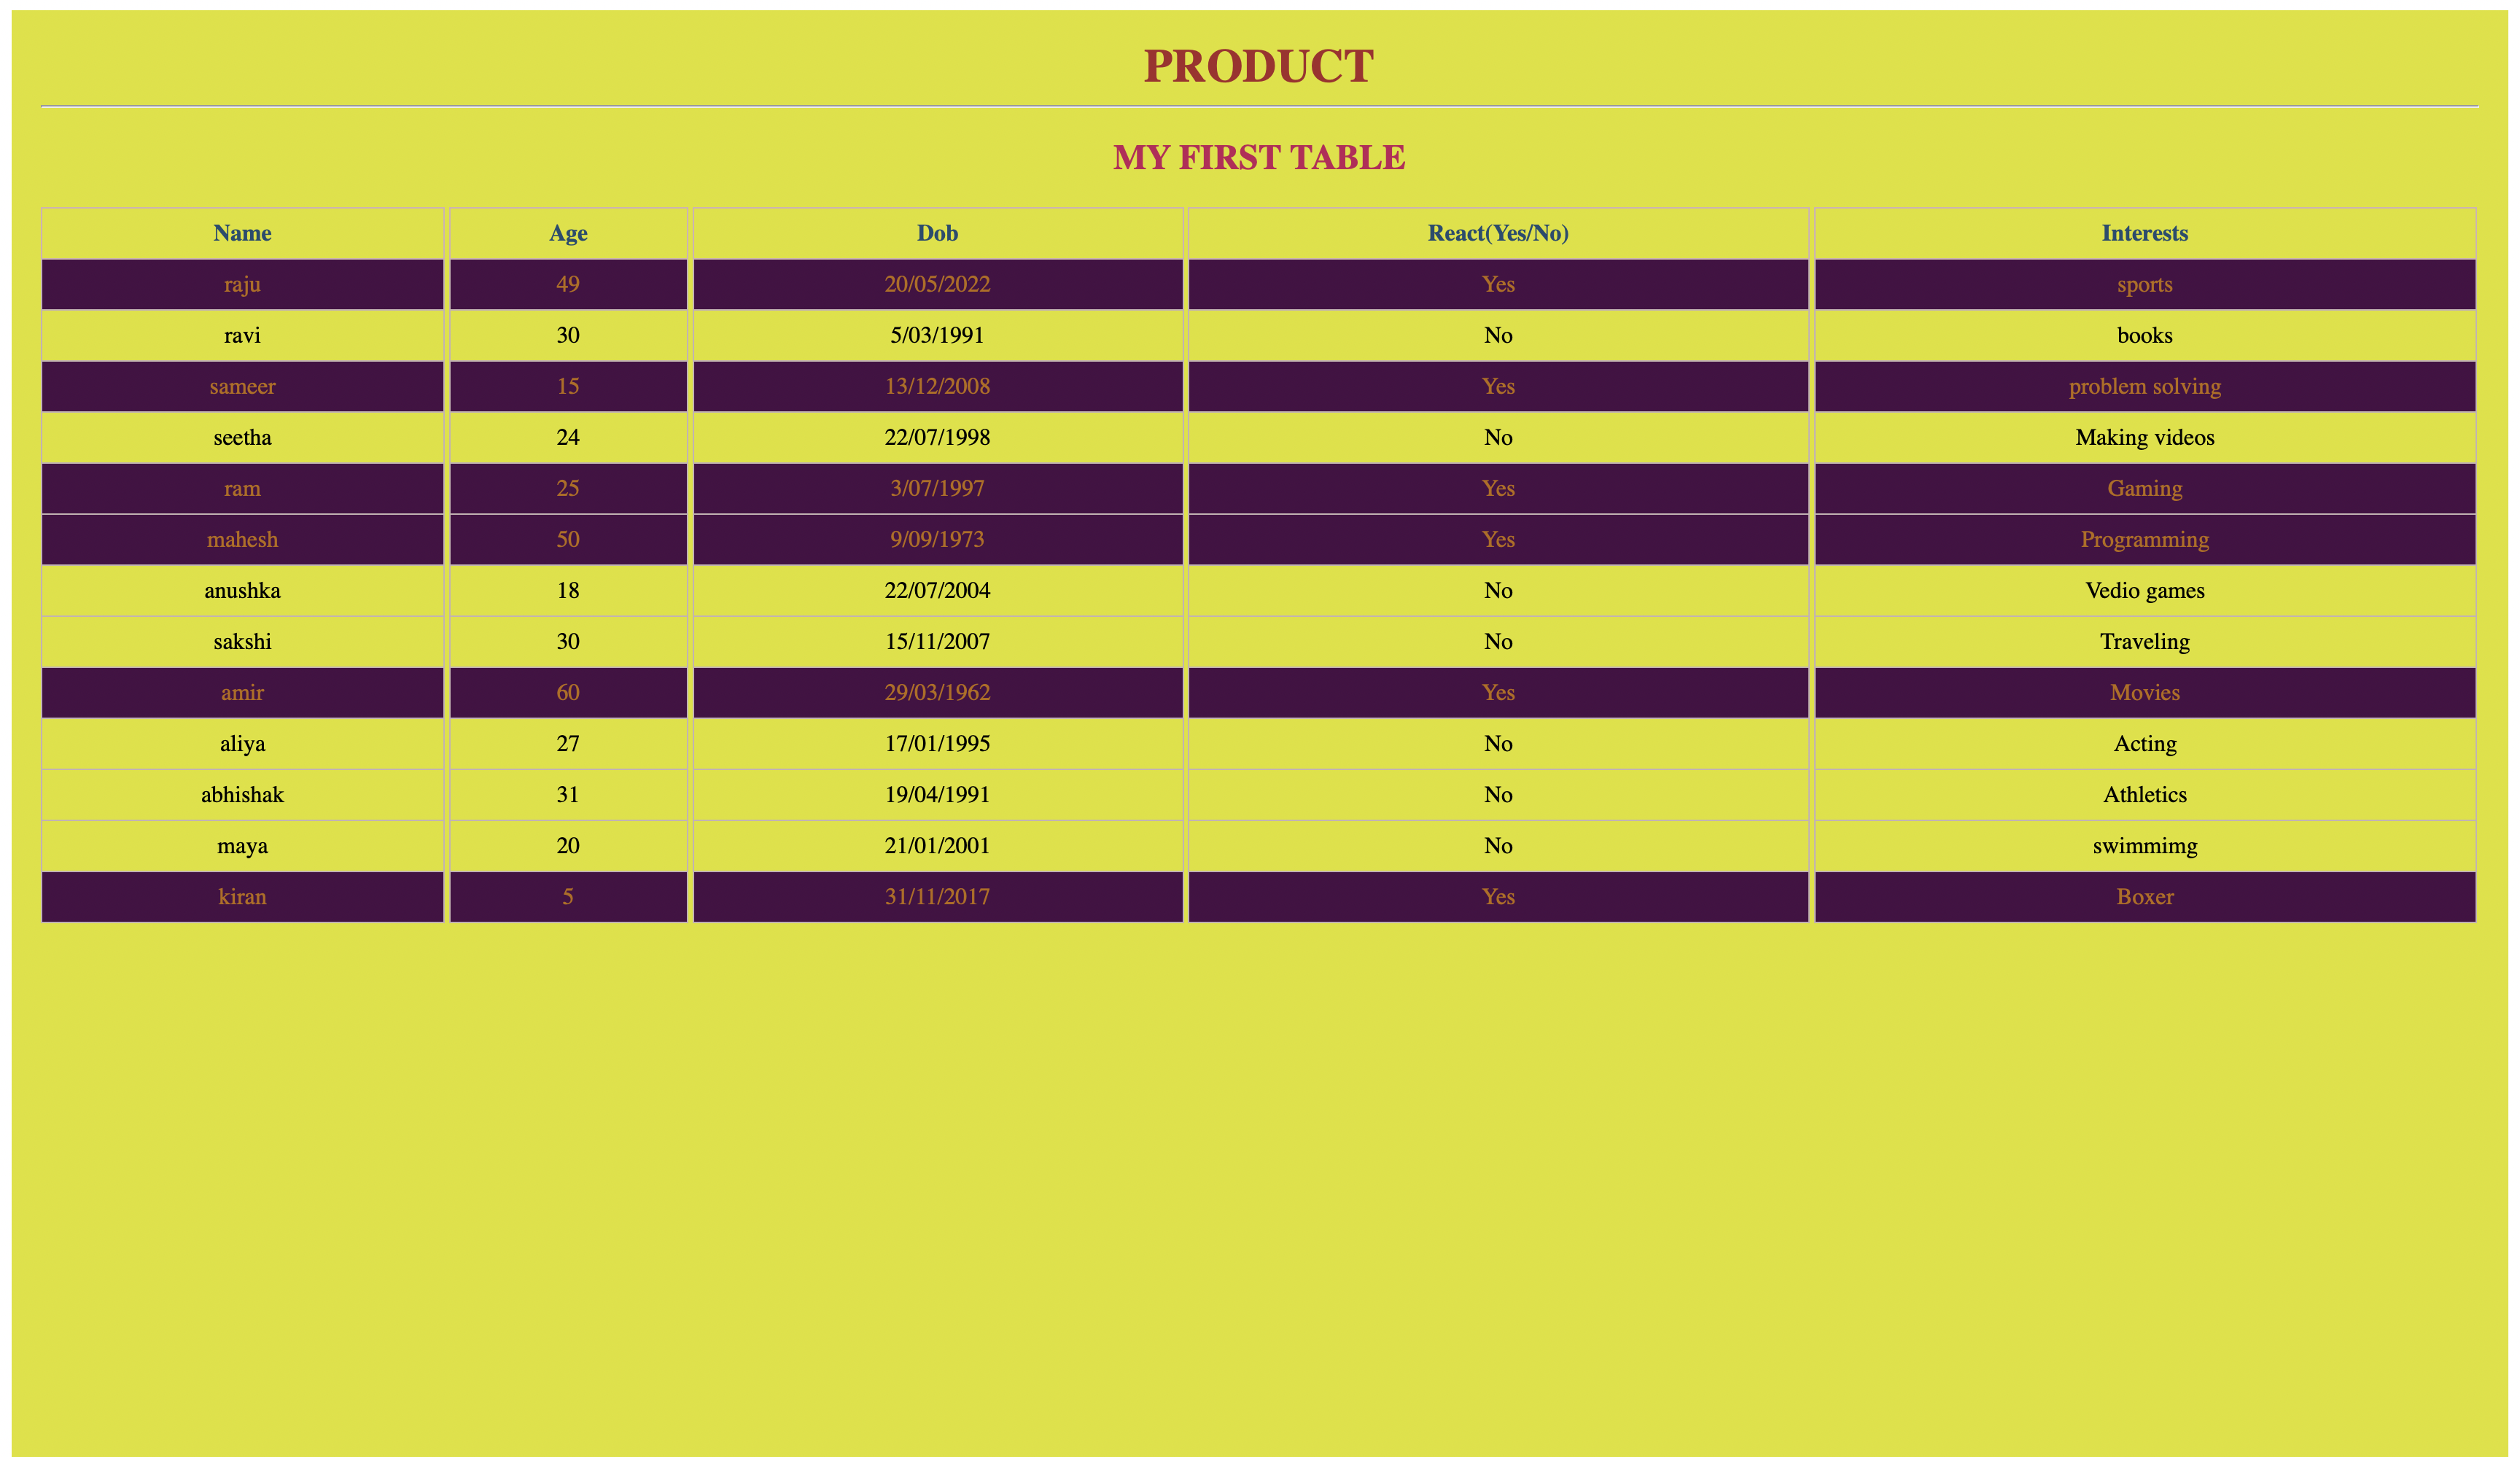 PRODUCT
MY FIRST TABLE
Name Age Dob React(Yes/No) Interests
raju 49 20/05/2022 Yes sports
ravi 30 5/03/1991 No books
sameer 15 13/12/2008 Yes problem solving
seetha 24 22/07/1998 No Making videos
ram 25 3/07/1997 Yes Gaming
mahesh 50 9/09/1973 Yes Programming
anushka 18 22/07/2004 No Vedio games
sakshi 30 15/11/2007 No Traveling
amir 60 29/03/1962 Yes Movies
aliya 27 17/01/1995 No Acting
abhishak 31 19/04/1991 No Athletics
maya 20 21/01/2001 No swimmimg
kiran 5 31/11/2017 Yes Boxer